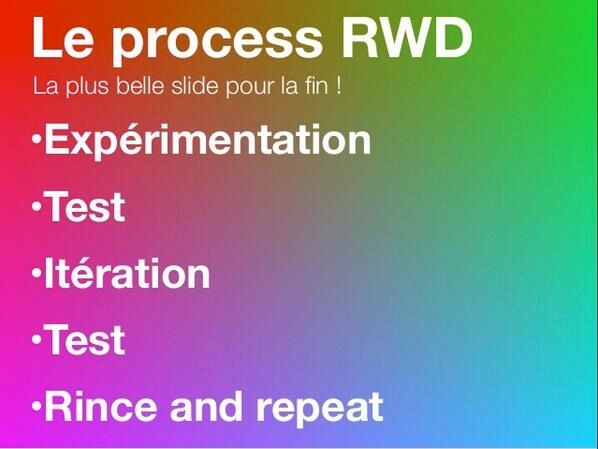 Le process RWD
La plus belle slide pour la fin !
•Expérimentation
•Test
•Itération
•Test
•Rince and repeat